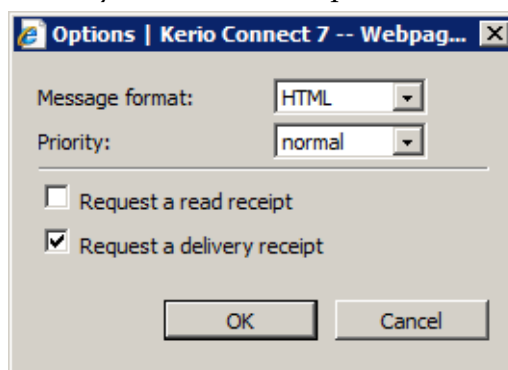 Options | Kerio Connect 7 -- Webpag...
Message format: HTML
Priority: normal
Request a read receipt
Request a delivery receipt
OK Cancel